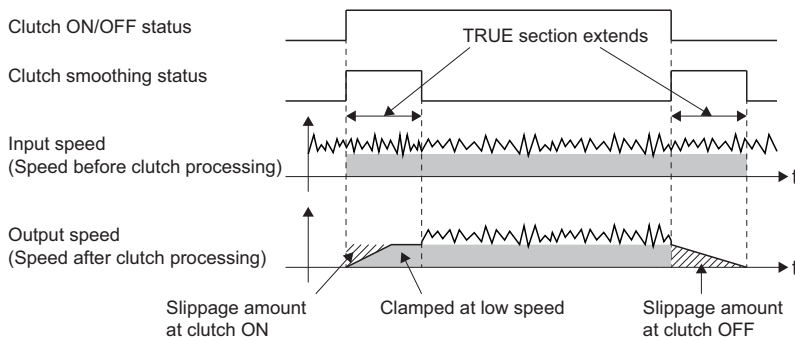 Clutch ON/OFF status
TRUE section extends
Clutch smoothing status
Input speed
(Speed before clutch processing)
t
Output speed
(Speed after clutch processing)
t
Slippage amount
at clutch ON
Clamped at low speed
Slippage amount
at clutch OFF